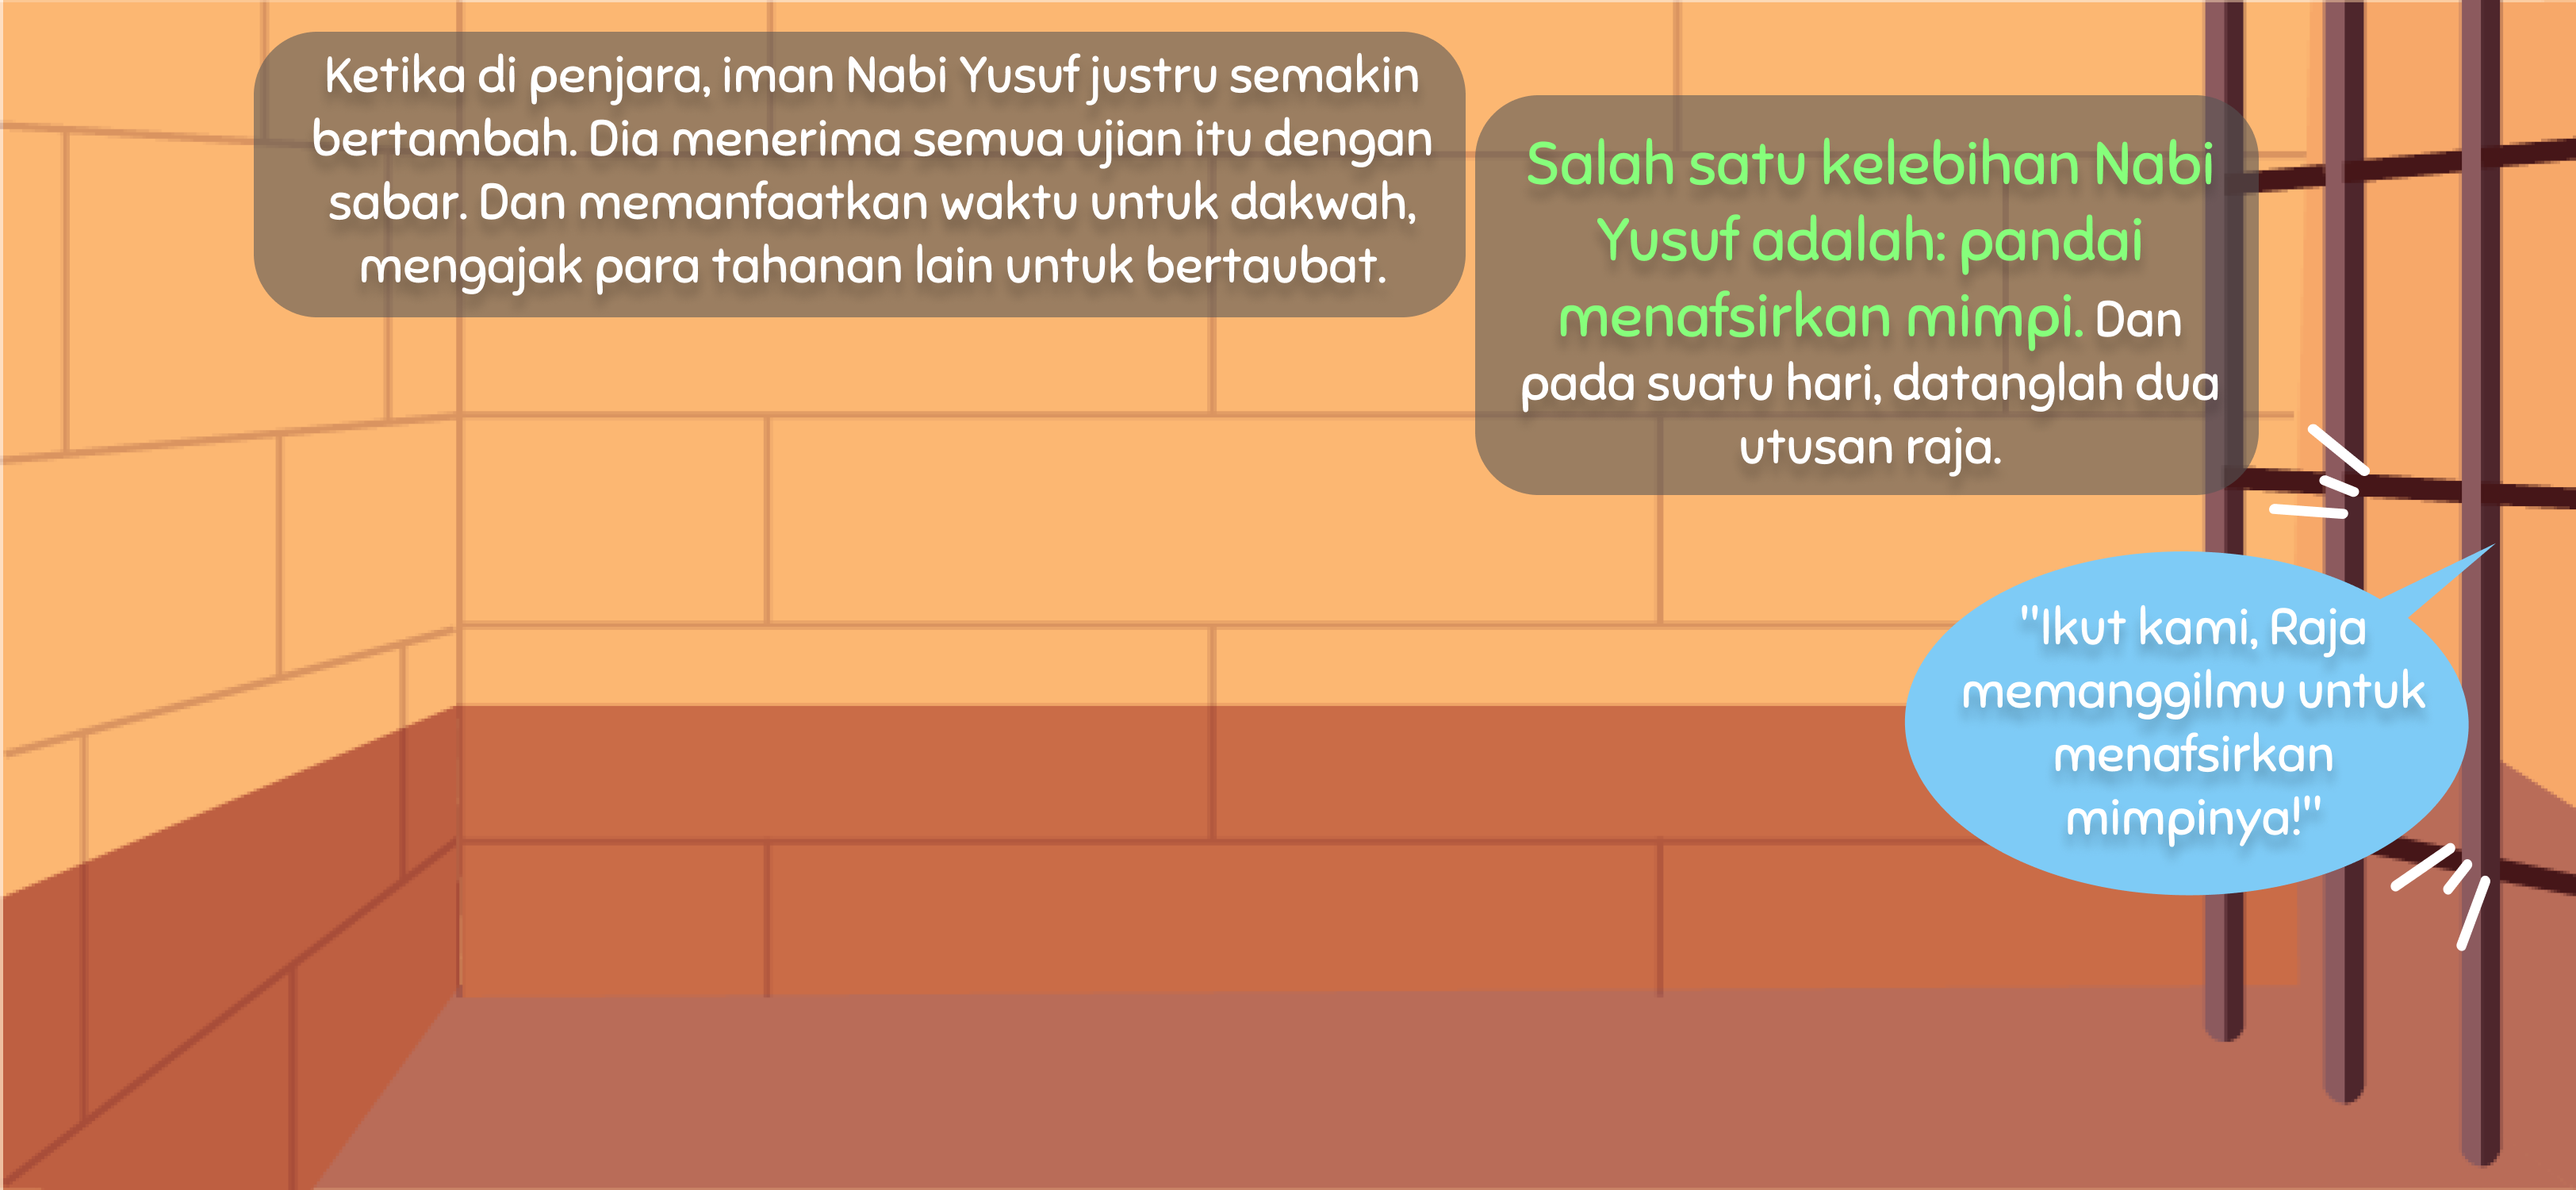 Ketika di penjara, iman Nabi Yusuf justru semakin
bertambah. Dia menerima semua ujian itu dengan
sabar. Dan memanfaatkan waktu untuk dakwah,
mengajak para tahanan lain untuk bertaubat.
Salah satu kelebihan Nabi
Yusuf adalah: pandai
menafsirkan mimpi. Dan
pada suatu hari, datanglah dua
utusan raja.
"Ikut kami, Raja
memanggilmu untuk
menafsirkan
mimpinya!"